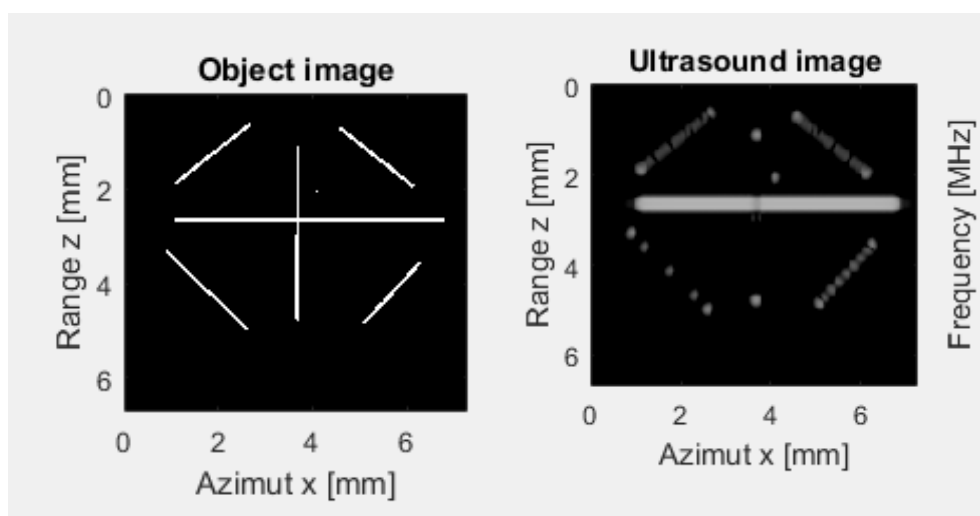 Object image
0
2
4
6
Range z [mm]
0 2 4 6
Azimut x [mm]
Ultrasound image
0
2
4
6
Range z [mm]
0 2 4 6
Azimut x [mm]
Frequency [MHz]